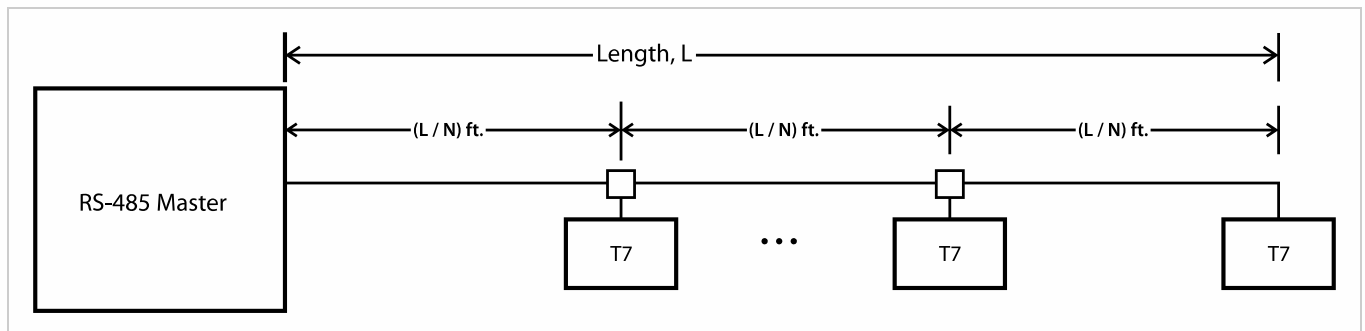 Length, L
(L / N) ft.
(L / N) ft.
(L / N) ft.
RS-485 Master
T7
...
T7
T7